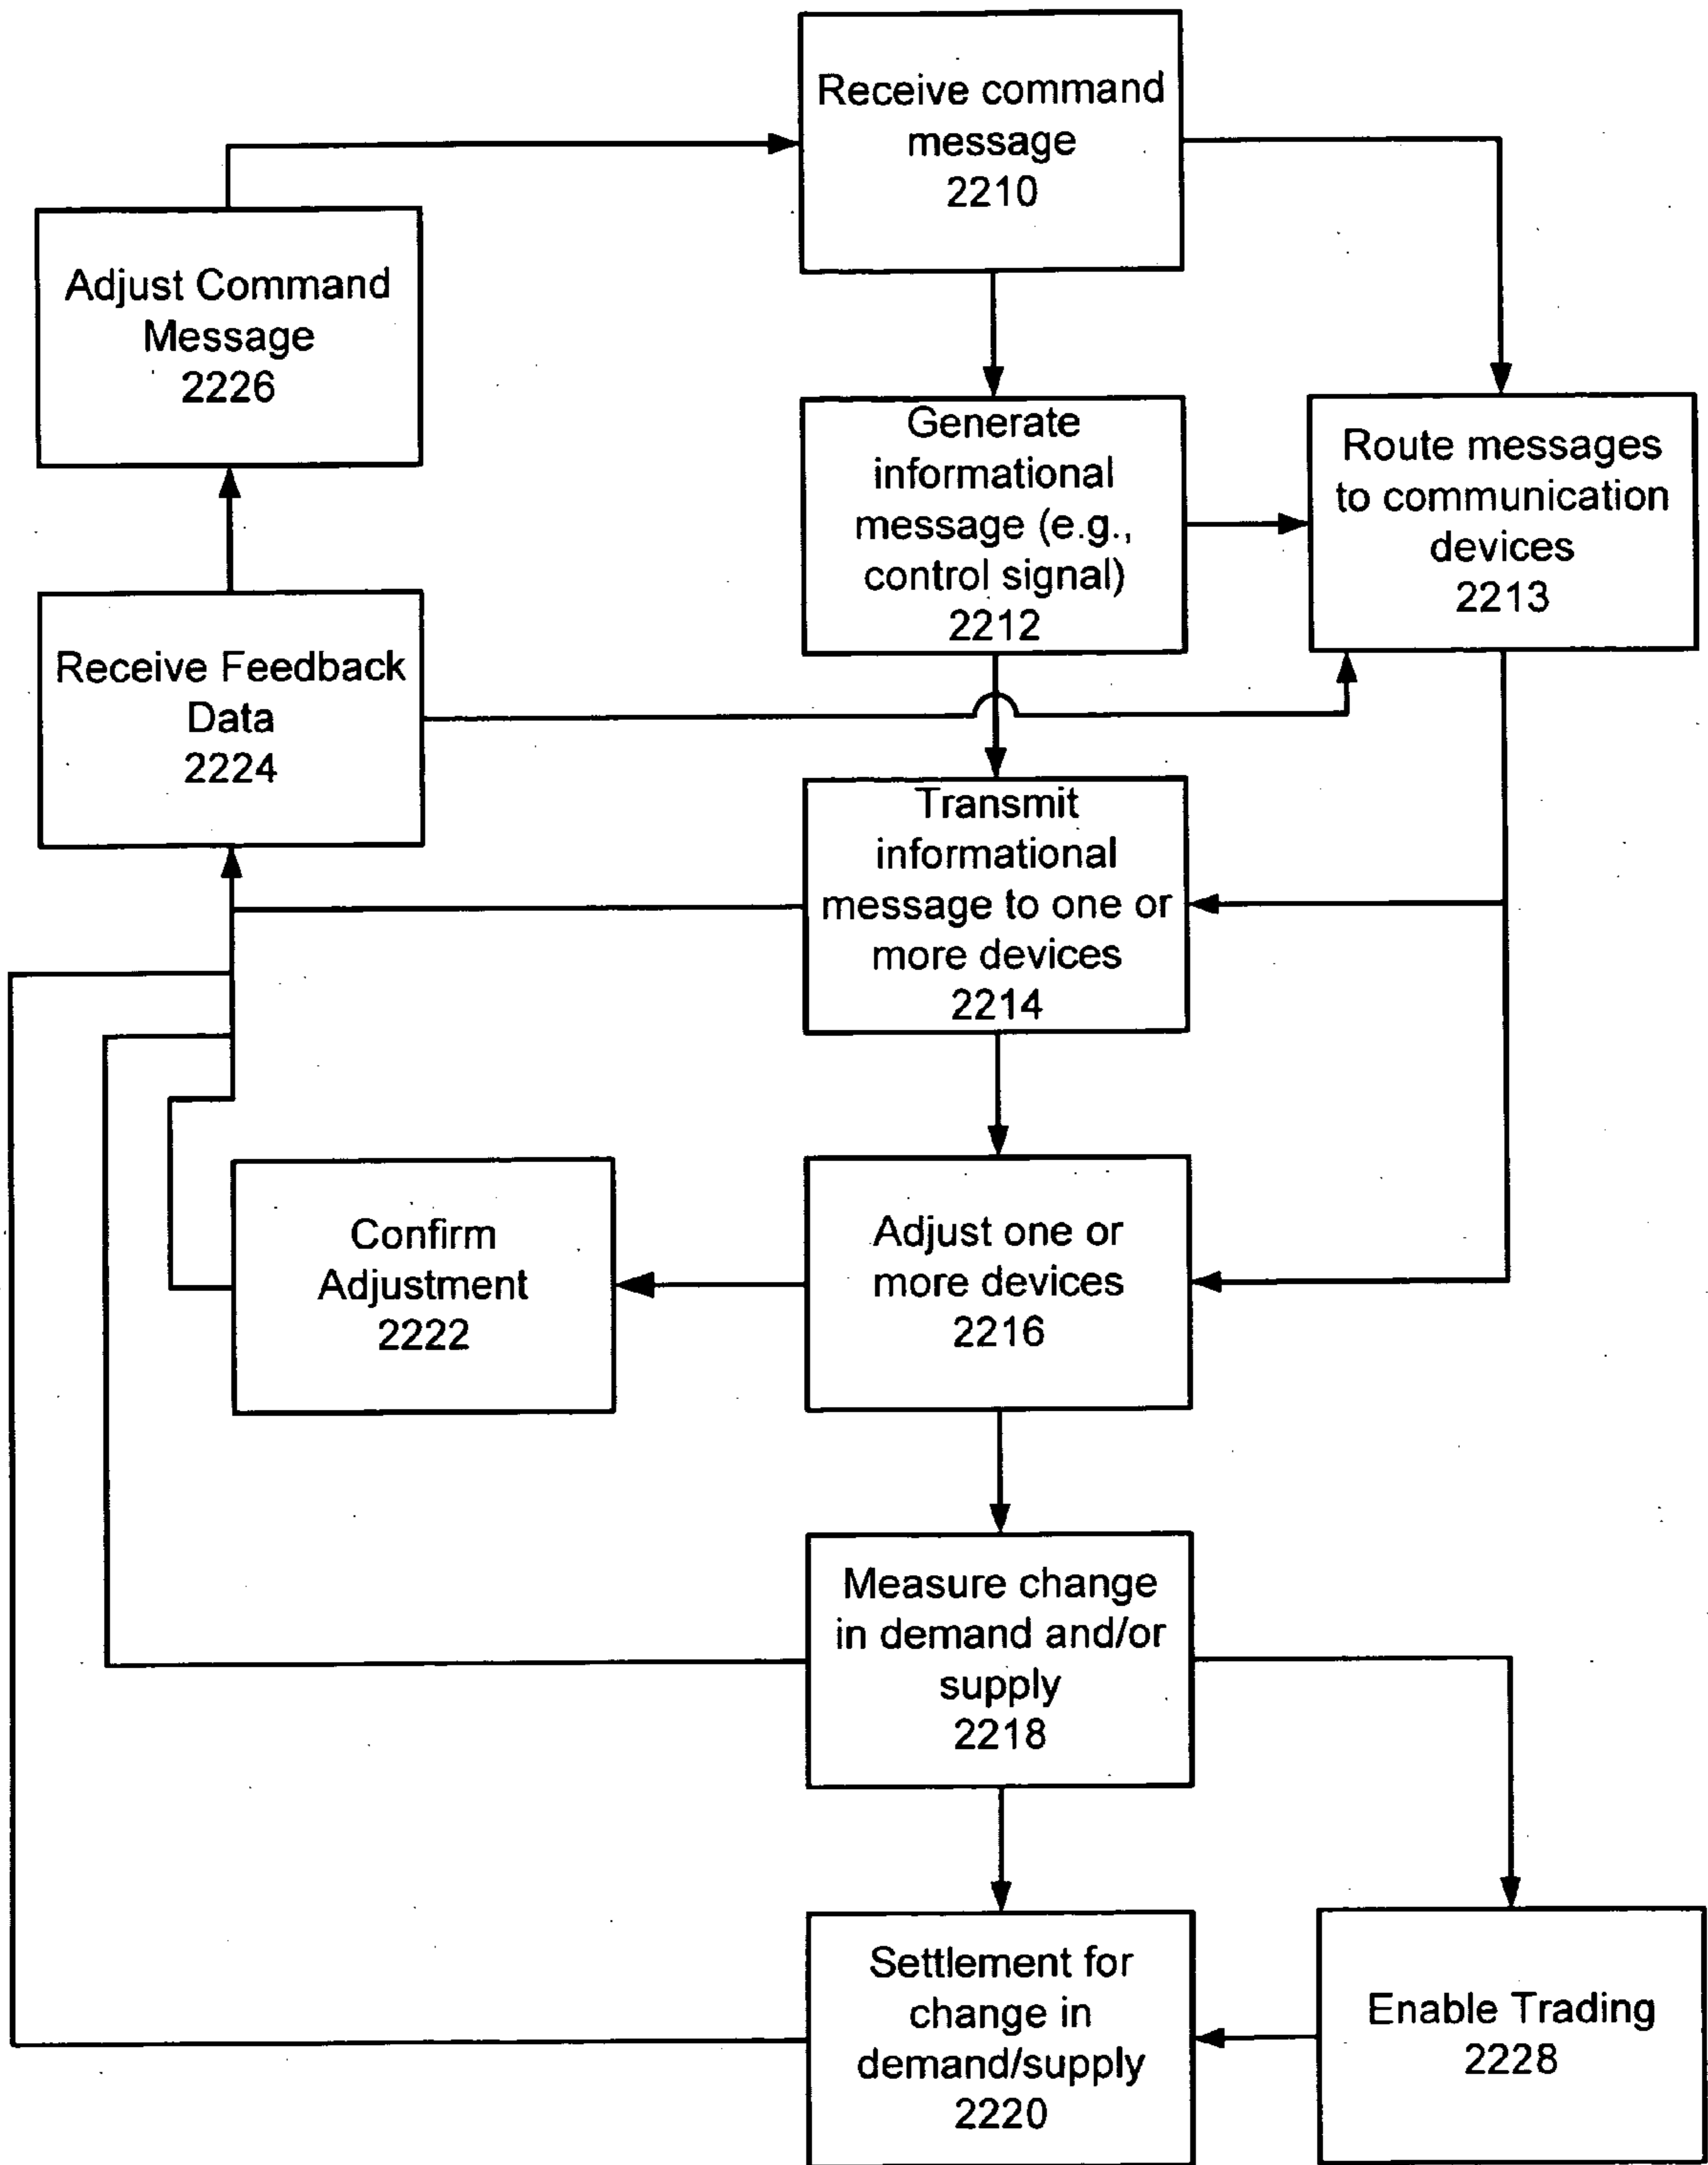 Receive command
message
2210
Adjust Command
Message
2226
Generate
informational
message (e.g.,
control signal)
2212
Route messages
to communication
devices
2213
Receive Feedback
Data
2224
Transmit
informational
message to one or
more devices
2214
Confirm
Adjustment
2222
Adjust one or
more devices
2216
Measure change
in demand and/or
supply
2218
Settlement for
change in
demand/supply
2220
Enable Trading
2228